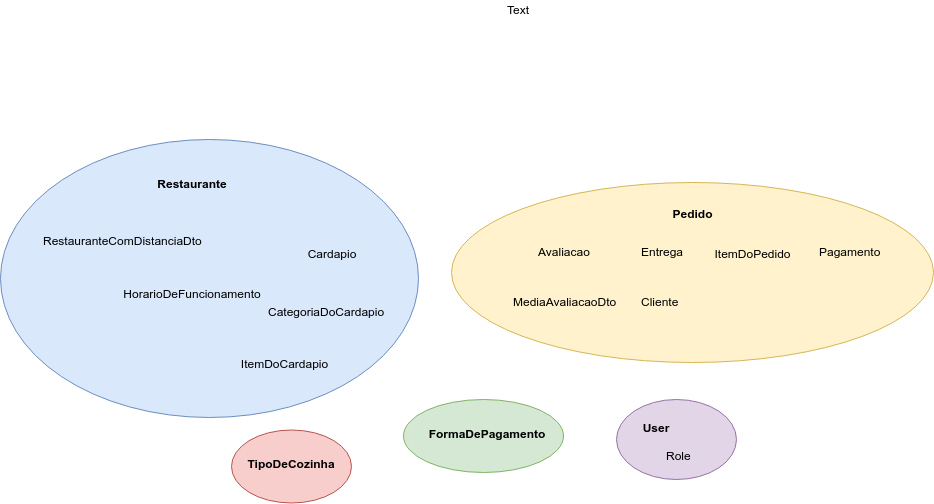 Text
Restaurante
RestauranteComDistanciaDto
Cardapio
HorarioDeFuncionamento
CategoriaDoCardapio
ItemDoCardapio
Pedido
Avaliacao
Entrega
ItemDoPedido
Pagamento
MediaAvaliacaoDto
Cliente
TipoDeCozinha
FormaDePagamento
User
Role